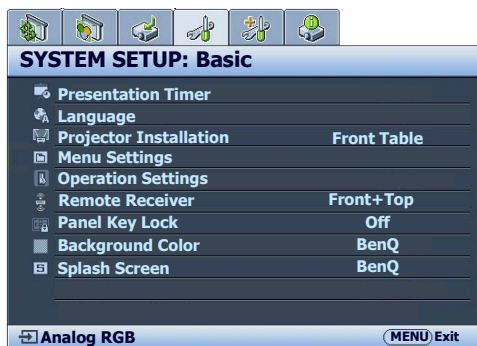 SYSTEM SETUP: Basic
Presentation Timer
Language
Projector Installation Front Table
Menu Settings
Operation Settings
Remote Receiver Front+Top
Panel Key Lock Off
Background Color BenQ
Splash Screen BenQ
Analog RGB MENU Exit